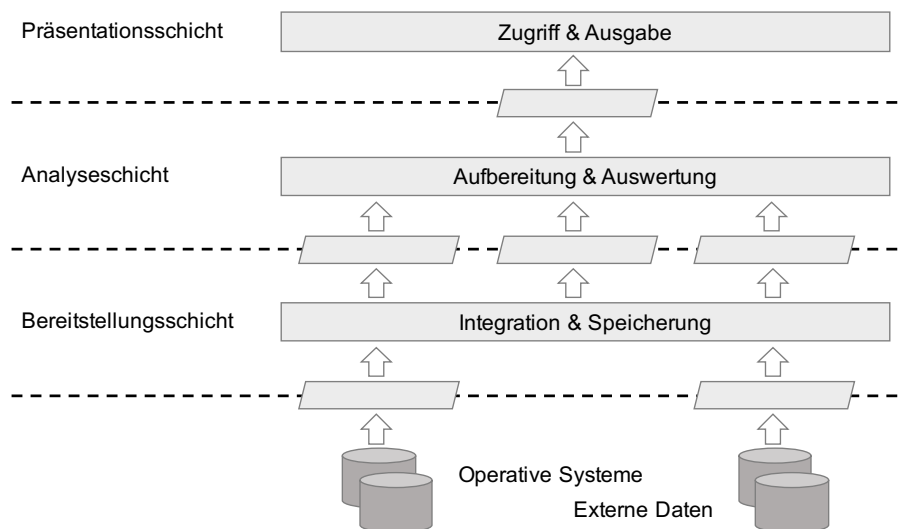 Präsentationsschicht
Zugriff & Ausgabe
Analyseschicht
Aufbereitung & Auswertung
Bereitstellungsschicht
Integration & Speicherung
Operative Systeme
Externe Daten